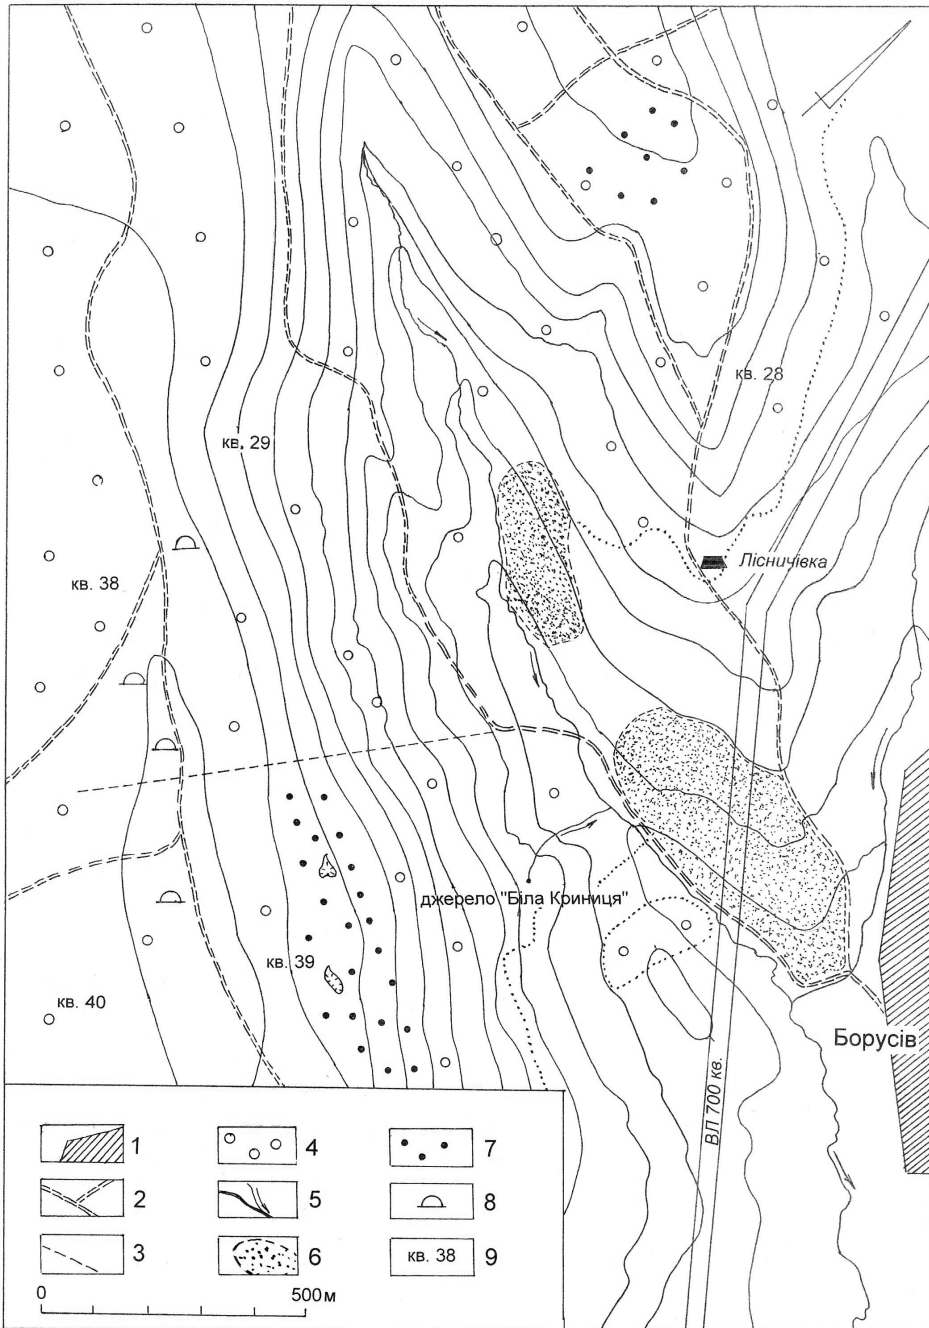 кв. 28
кв. 29
Лісничівка
кв. 38
джерело "Біла Криниця"
кв. 39
кв. 40
Борусів
ВЛ 700 кв.
1
4
7
2
5
8
3
6
кв. 38
9
0
500м